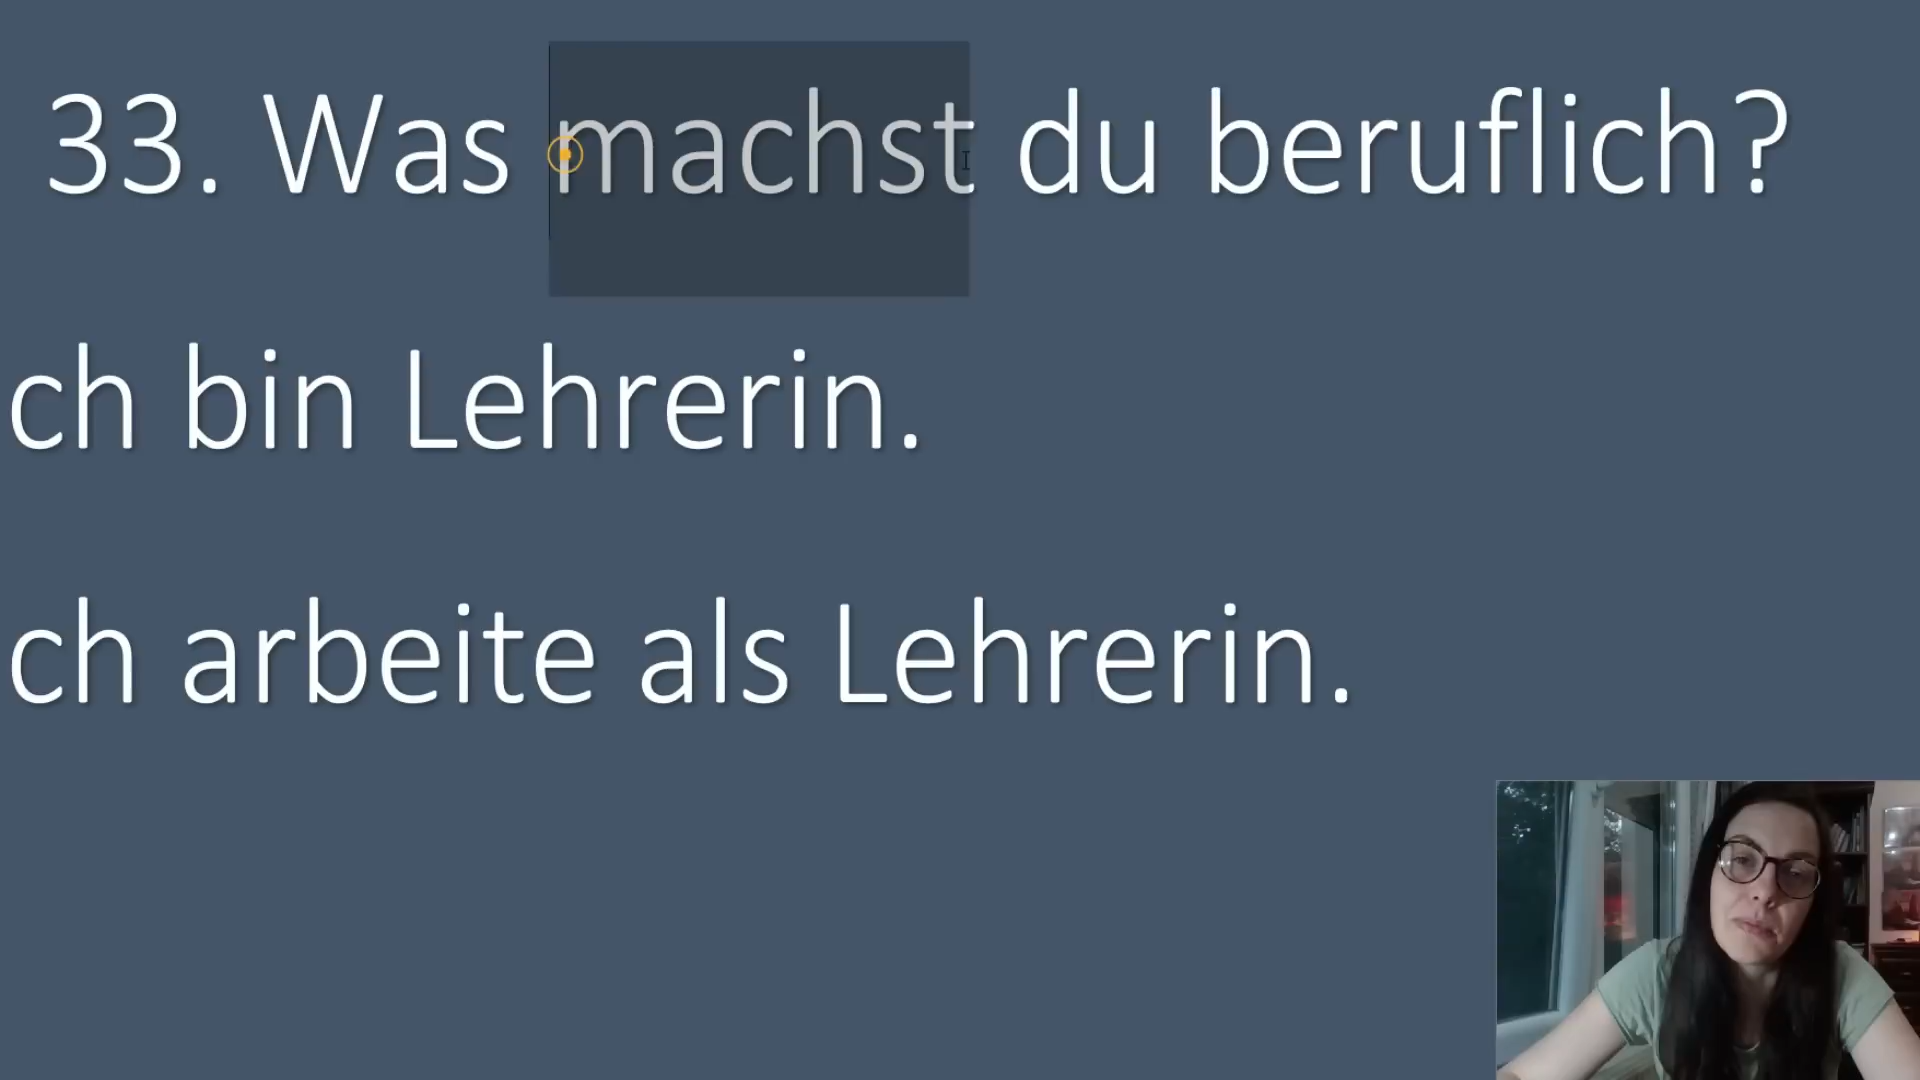 33. Was machst du beruflich?
ch bin Lehrerin.
ch arbeite als Lehrerin.